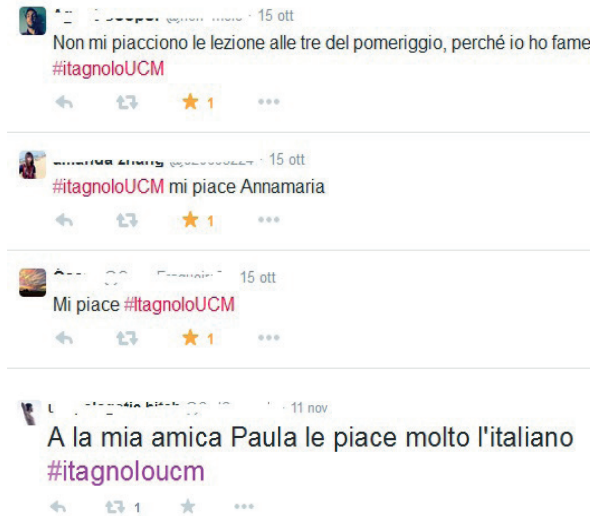 15 ott
Non mi piacciono le lezione alle tre del pomeriggio, perché io ho fame
#itagnoloUCM
1
15 ott
#itagnoloUCM mi piace Annamaria
1
15 ott
Mi piace #ItagnoloUCM
1
11 nov
A la mia amica Paula le piace molto l'italiano
#itagnoloucm
1